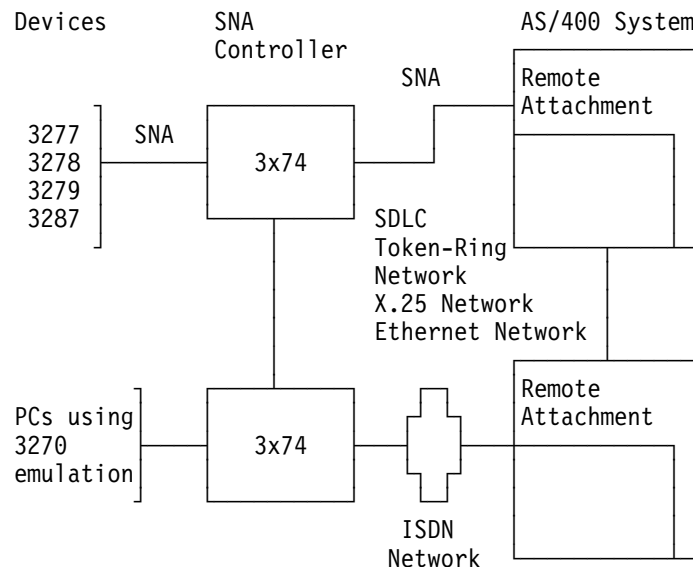 Devices
SNA
Controller
AS/400 System
SNA
Remote
Attachment
3277
3278
3279
3287
SNA
3x74
SDLC
Token-Ring
Network
X.25 Network
Ethernet Network
PCs using
3270
emulation
3x74
Remote
Attachment
ISDN
Network